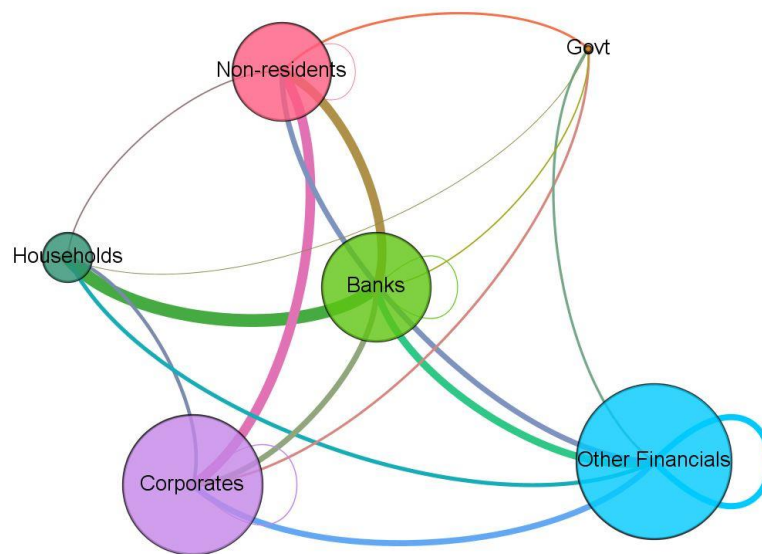 Govt
Non-residents
Households
Banks
Other Financials
Corporates